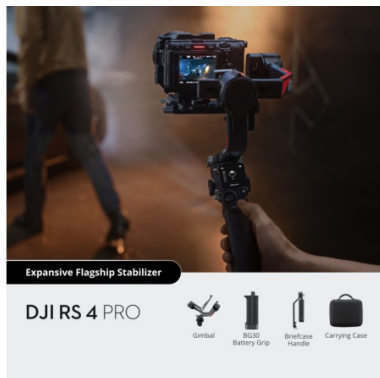 Expansive Flagship Stabilizer
DJI RS 4 PRO
Gimbal
BG30
Battery Grip
Briefcase
Handle
Carrying Case